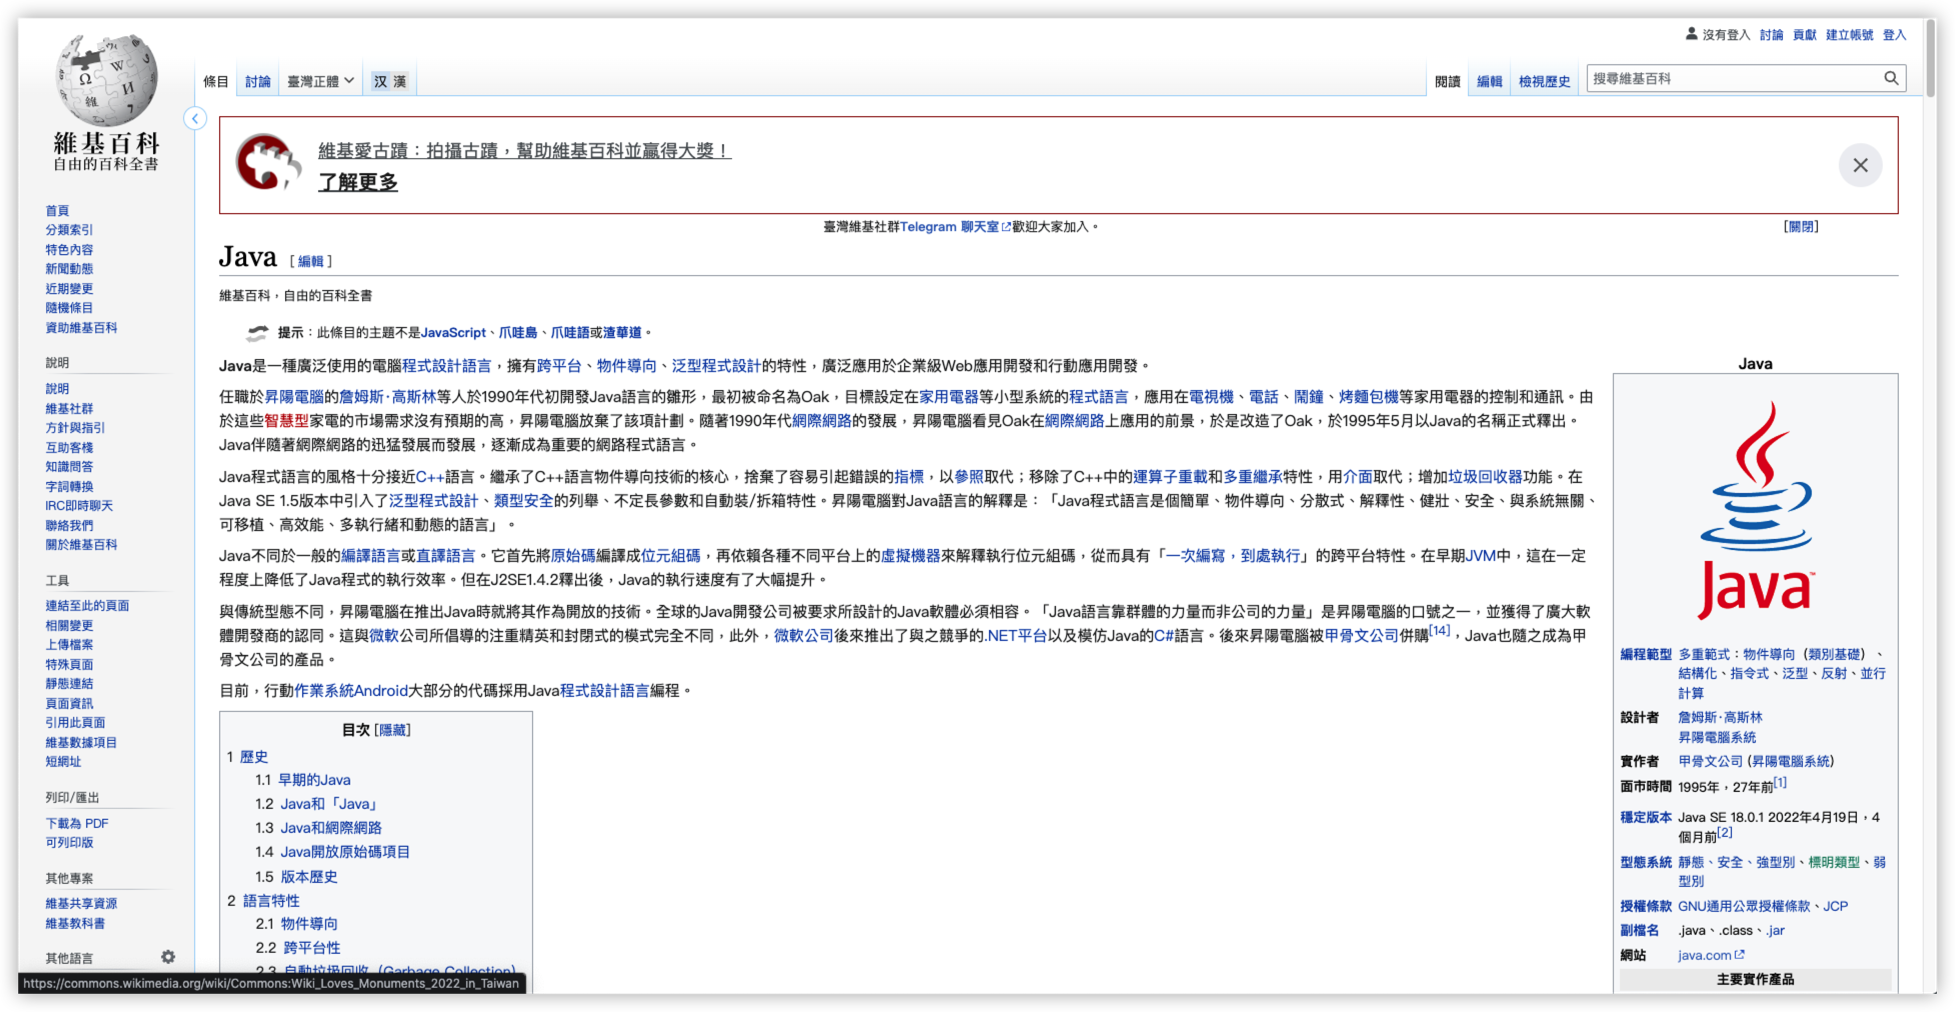 沒有登入 討論 貢獻 建立帳號 登入
條目 討論 臺灣正體 汉 漢 閱讀 編輯 檢視歷史 搜尋維基百科
維基百科
自由的百科全書
首頁
分類索引
特色內容
新聞動態
近期變更
隨機條目
資助維基百科
說明
說明
維基社群
方針與指引
互助客棧
知識問答
字詞轉換
IRC即時聊天
聯絡我們
關於維基百科
工具
連結至此的頁面
相關變更
上傳檔案
特殊頁面
靜態連結
頁面資訊
引用此頁面
維基數據項目
短網址
列印/匯出
下載為 PDF
可列印版
其他專案
維基共享資源
維基教科書
其他語言
維基愛古蹟：拍攝古蹟，幫助維基百科並贏得大獎！
了解更多
臺灣維基社群Telegram 聊天室歡迎大家加入。 [關閉]
Java [ 編輯 ]
維基百科，自由的百科全書
提示：此條目的主題不是JavaScript、爪哇島、爪哇語或渣華道。
Java是一種廣泛使用的電腦程式設計語言，擁有跨平台、物件導向、泛型程式設計的特性，廣泛應用於企業級Web應用開發和行動應用開發。
任職於昇陽電腦的詹姆斯·高斯林等人於1990年代初開發Java語言的雛形，最初被命名為Oak，目標設定在家用電器等小型系統的程式語言，應用在電視機、電話、鬧鐘、烤麵包機等家用電器的控制和通訊。由
於這些智慧型家電的市場需求沒有預期的高，昇陽電腦放棄了該項計劃。隨著1990年代網際網路的發展，昇陽電腦看見Oak在網際網路上應用的前景，於是改造了Oak，於1995年5月以Java的名稱正式釋出。
Java伴隨著網際網路的迅猛發展而發展，逐漸成為重要的網路程式語言。
Java程式語言的風格十分接近C++語言。繼承了C++語言物件導向技術的核心，捨棄了容易引起錯誤的指標，以參照取代；移除了C++中的運算子重載和多重繼承特性，用介面取代；增加垃圾回收器功能。在
Java SE 1.5版本中引入了泛型程式設計、類型安全的列舉、不定長參數和自動裝/拆箱特性。昇陽電腦對Java語言的解釋是：「Java程式語言是個簡單、物件導向、分散式、解釋性、健壯、安全、與系統無關、
可移植、高效能、多執行緒和動態的語言」。
Java不同於一般的編譯語言或直譯語言。它首先將原始碼編譯成位元組碼，再依賴各種不同平台上的虛擬機器來解釋執行位元組碼，從而具有「一次編寫，到處執行」的跨平台特性。在早期JVM中，這在一定
程度上降低了Java程式的執行效率。但在J2SE1.4.2釋出後，Java的執行速度有了大幅提升。
與傳統型態不同，昇陽電腦在推出Java時就將其作為開放的技術。全球的Java開發公司被要求所設計的Java軟體必須相容。「Java語言靠群體的力量而非公司的力量」是昇陽電腦的口號之一，並獲得了廣大軟
體開發商的認同。這與微軟公司所倡導的注重精英和封閉式的模式完全不同，此外，微軟公司後來推出了與之競爭的.NET平台以及模仿Java的C#語言。後來昇陽電腦被甲骨文公司併購[14]，Java也隨之成為甲
骨文公司的產品。
目前，行動作業系統Android大部分的代碼採用Java程式設計語言編程。
目次 [隱藏]
1 歷史
1.1 早期的Java
1.2 Java和「Java」
1.3 Java和網際網路
1.4 Java開放原始碼項目
1.5 版本歷史
2 語言特性
2.1 物件導向
2.2 跨平台性
2.3 自動垃圾回收（Garbage Collection）
Java
Java™
編程範型 多重範式：物件導向（類別基礎）、
結構化、指令式、泛型、反射、並行
計算
設計者 詹姆斯·高斯林
昇陽電腦系統
實作者 甲骨文公司 (昇陽電腦系統)
面市時間 1995年，27年前[1]
穩定版本 Java SE 18.0.1 2022年4月19日，4
個月前[2]
型態系統 靜態、安全、強型別、標明類型、弱
型別
授權條款 GNU通用公眾授權條款、JCP
副檔名 .java、.class、.jar
網站 java.com
主要實作產品
https://commons.wikimedia.org/wiki/Commons:Wiki_Loves_Monuments_2022_in_Taiwan